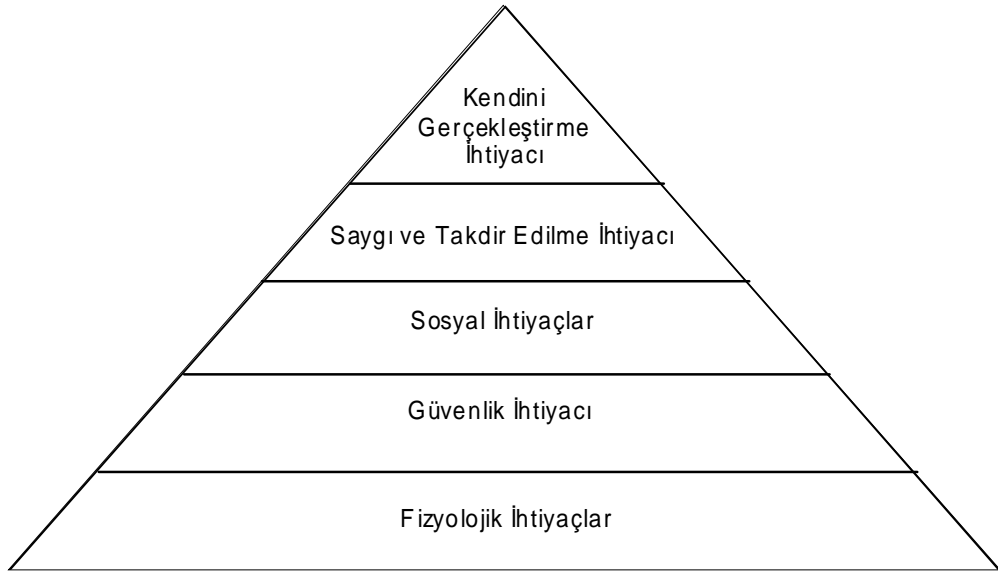 Kendini
Gerçekleştirme
İhtiyacı
Saygı ve Takdir Edilme İhtiyacı
Sosyal İhtiyaçlar
Güvenlik İhtiyacı
Fizyolojik İhtiyaçlar